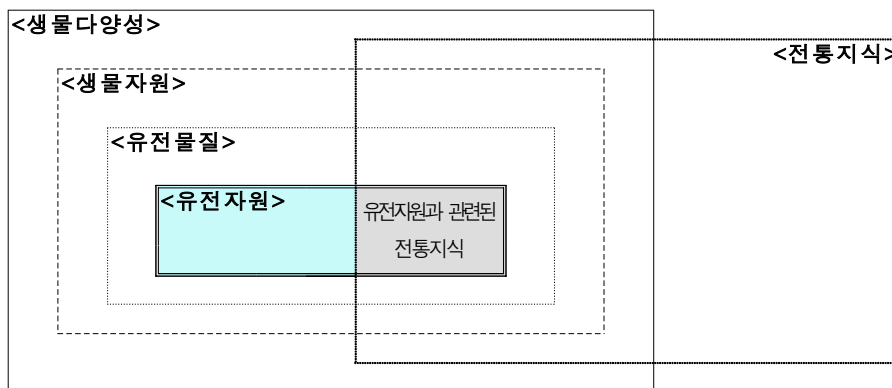 <생물다양성>
<전통지식>
<생물자원>
<유전물질>
<유전자원>
유전자원과 관련된
전통지식